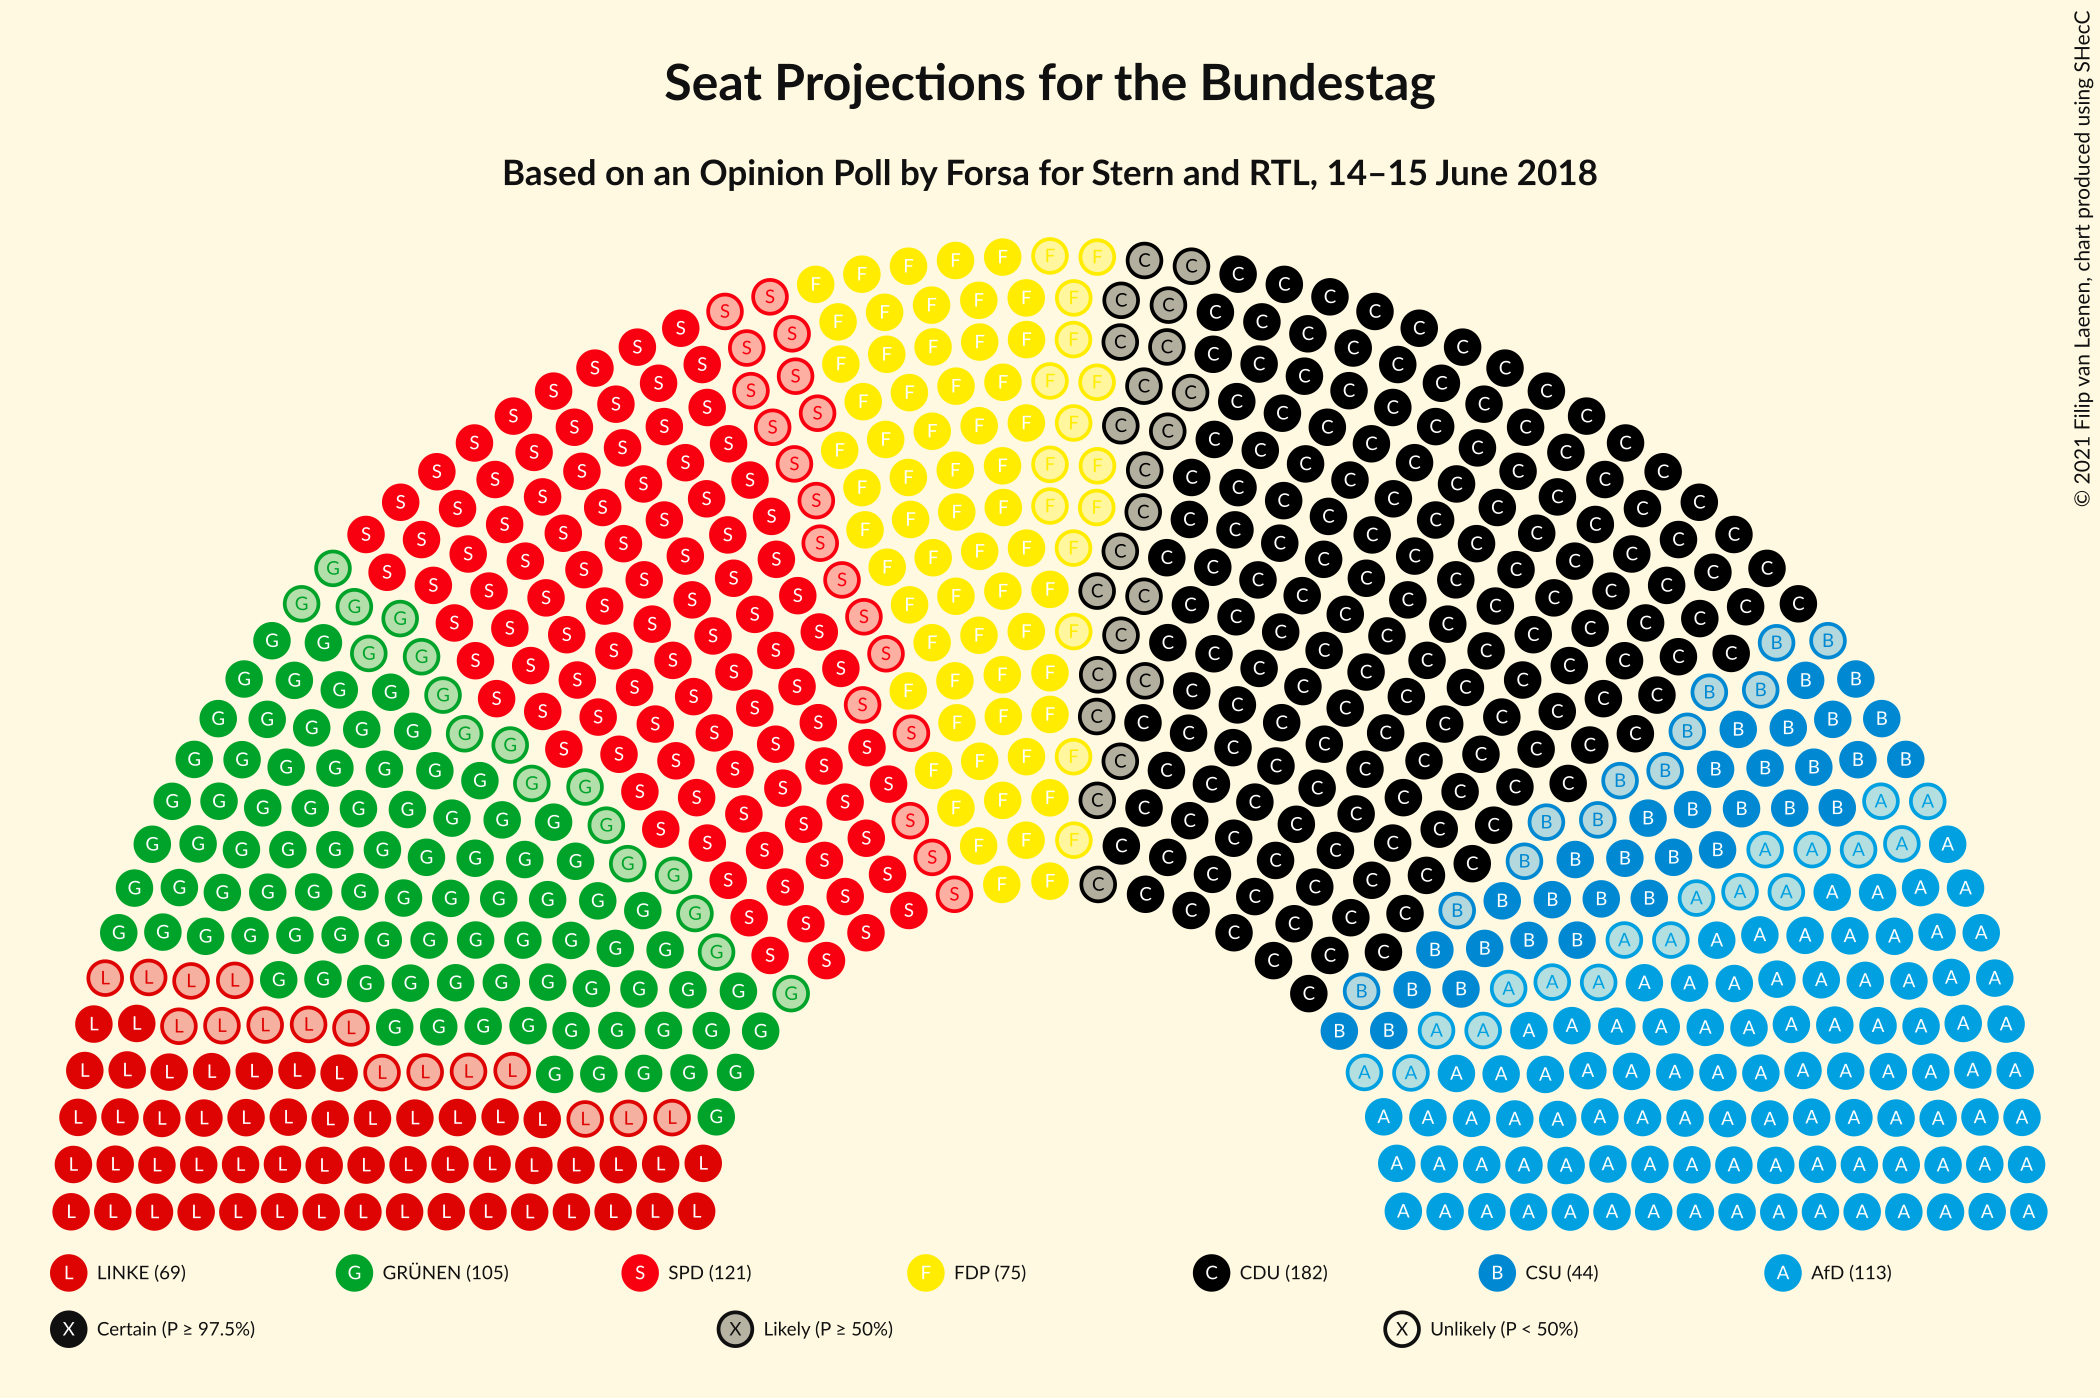 Seat Projections for the Bundestag
Based on an Opinion Poll by Forsa for Stern and RTL, 14–15 June 2018
© 2021 Filip van Laenen, chart produced using SHecC
L LINKE (69) G GRÜNEN (105) S SPD (121) F FDP (75) C CDU (182) B CSU (44) A AfD (113)
X Certain (P ≥ 97.5%) X Likely (P ≥ 50%) X Unlikely (P < 50%)